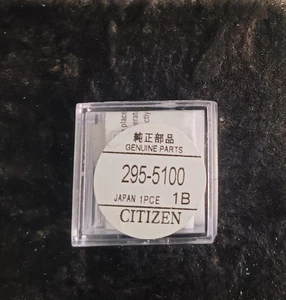 純正部品
GENUINE PARTS
295-5100
JAPAN 1PCE 1B
CITIZEN